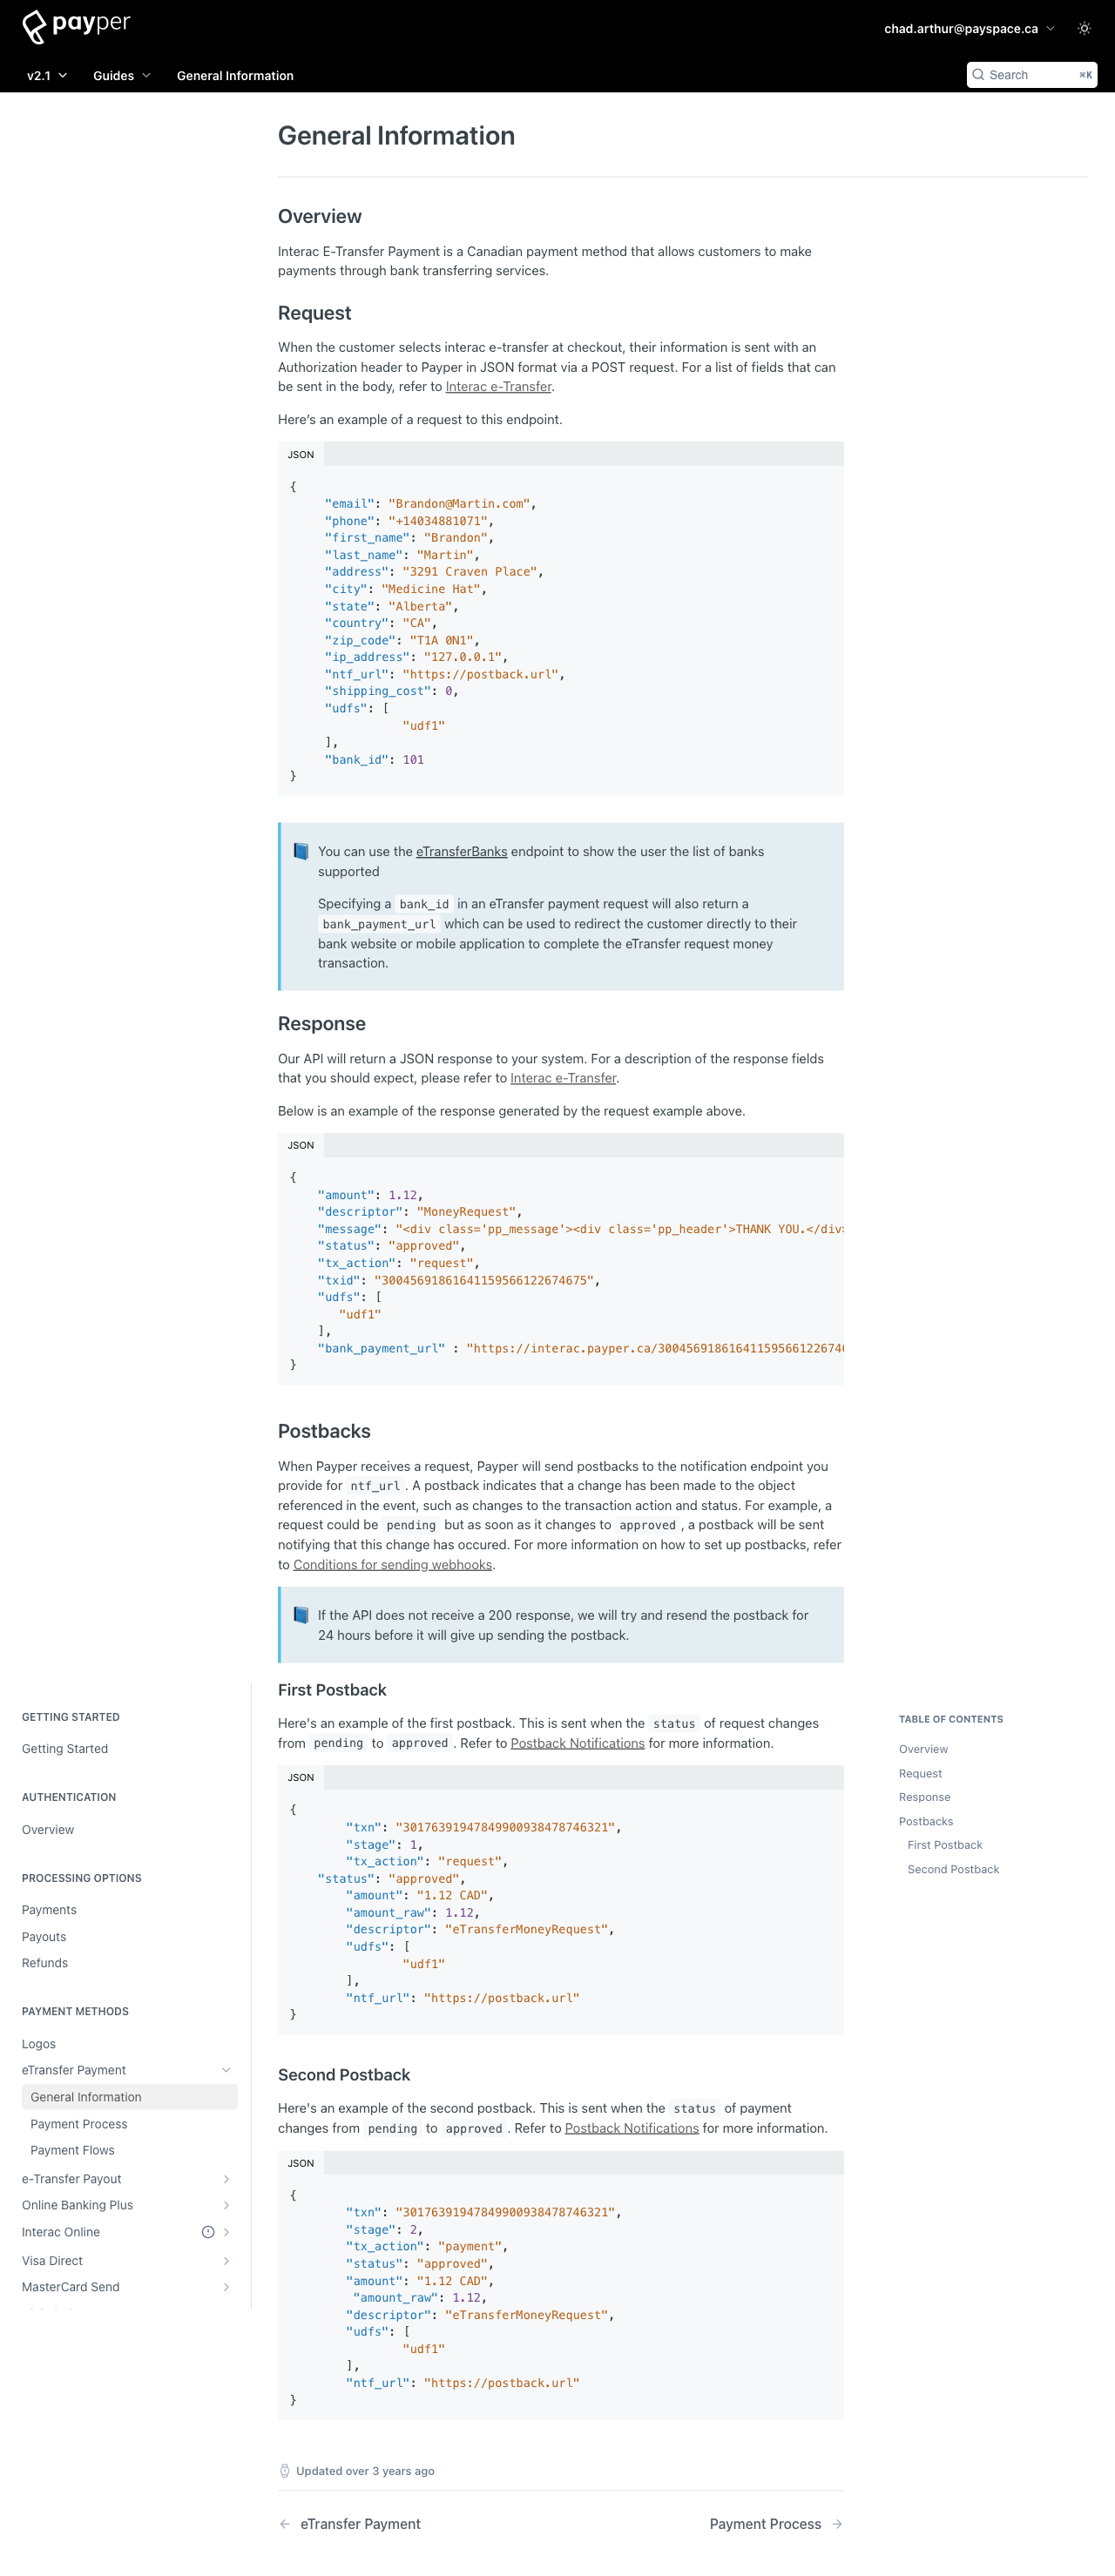 payper
chad.arthur@payspace.ca
v2.1 Guides General Information
Search ⌘K
General Information
Overview
Interac E-Transfer Payment is a Canadian payment method that allows customers to make
payments through bank transferring services.
Request
When the customer selects interac e-transfer at checkout, their information is sent with an
Authorization header to Payper in JSON format via a POST request. For a list of fields that can
be sent in the body, refer to Interac e-Transfer.
Here's an example of a request to this endpoint.
JSON
{
"email": "Brandon@Martin.com",
"phone": "+14034881071",
"first_name": "Brandon",
"last_name": "Martin",
"address": "3291 Craven Place",
"city": "Medicine Hat",
"state": "Alberta",
"country": "CA",
"zip_code": "T1A 0N1",
"ip_address": "127.0.0.1",
"ntf_url": "https://postback.url",
"shipping_cost": 0,
"udfs": [
"udf1"
],
"bank_id": 101
}
You can use the eTransferBanks endpoint to show the user the list of banks
supported
Specifying a bank_id in an eTransfer payment request will also return a
bank_payment_url which can be used to redirect the customer directly to their
bank website or mobile application to complete the eTransfer request money
transaction.
Response
Our API will return a JSON response to your system. For a description of the response fields
that you should expect, please refer to Interac e-Transfer.
Below is an example of the response generated by the request example above.
JSON
{
"amount": 1.12,
"descriptor": "MoneyRequest",
"message": "<div class='pp_message'><div class='pp_header'>THANK YOU.</div>
"status": "approved",
"tx_action": "request",
"txid": "30045691861641159566122674675",
"udfs": [
"udf1"
],
"bank_payment_url" : "https://interac.payper.ca/300456918616411595661226746
}
Postbacks
When Payper receives a request, Payper will send postbacks to the notification endpoint you
provide for ntf_url. A postback indicates that a change has been made to the object
referenced in the event, such as changes to the transaction action and status. For example, a
request could be pending but as soon as it changes to approved, a postback will be sent
notifying that this change has occured. For more information on how to set up postbacks, refer
to Conditions for sending webhooks.
If the API does not receive a 200 response, we will try and resend the postback for
24 hours before it will give up sending the postback.
First Postback
Here's an example of the first postback. This is sent when the status of request changes
from pending to approved. Refer to Postback Notifications for more information.
JSON
{
"txn": "30176391947849900938478746321",
"stage": 1,
"tx_action": "request",
"status": "approved",
"amount": "1.12 CAD",
"amount_raw": 1.12,
"descriptor": "eTransferMoneyRequest",
"udfs": [
"udf1"
],
"ntf_url": "https://postback.url"
}
Second Postback
Here's an example of the second postback. This is sent when the status of payment
changes from pending to approved. Refer to Postback Notifications for more information.
JSON
{
"txn": "30176391947849900938478746321",
"stage": 2,
"tx_action": "payment",
"status": "approved",
"amount": "1.12 CAD",
"amount_raw": 1.12,
"descriptor": "eTransferMoneyRequest",
"udfs": [
"udf1"
],
"ntf_url": "https://postback.url"
}
Updated over 3 years ago
← eTransfer Payment
Payment Process →
GETTING STARTED
Getting Started
AUTHENTICATION
Overview
PROCESSING OPTIONS
Payments
Payouts
Refunds
PAYMENT METHODS
Logos
eTransfer Payment
General Information
Payment Process
Payment Flows
e-Transfer Payout
Online Banking Plus
Interac Online
Visa Direct
MasterCard Send
TABLE OF CONTENTS
Overview
Request
Response
Postbacks
First Postback
Second Postback